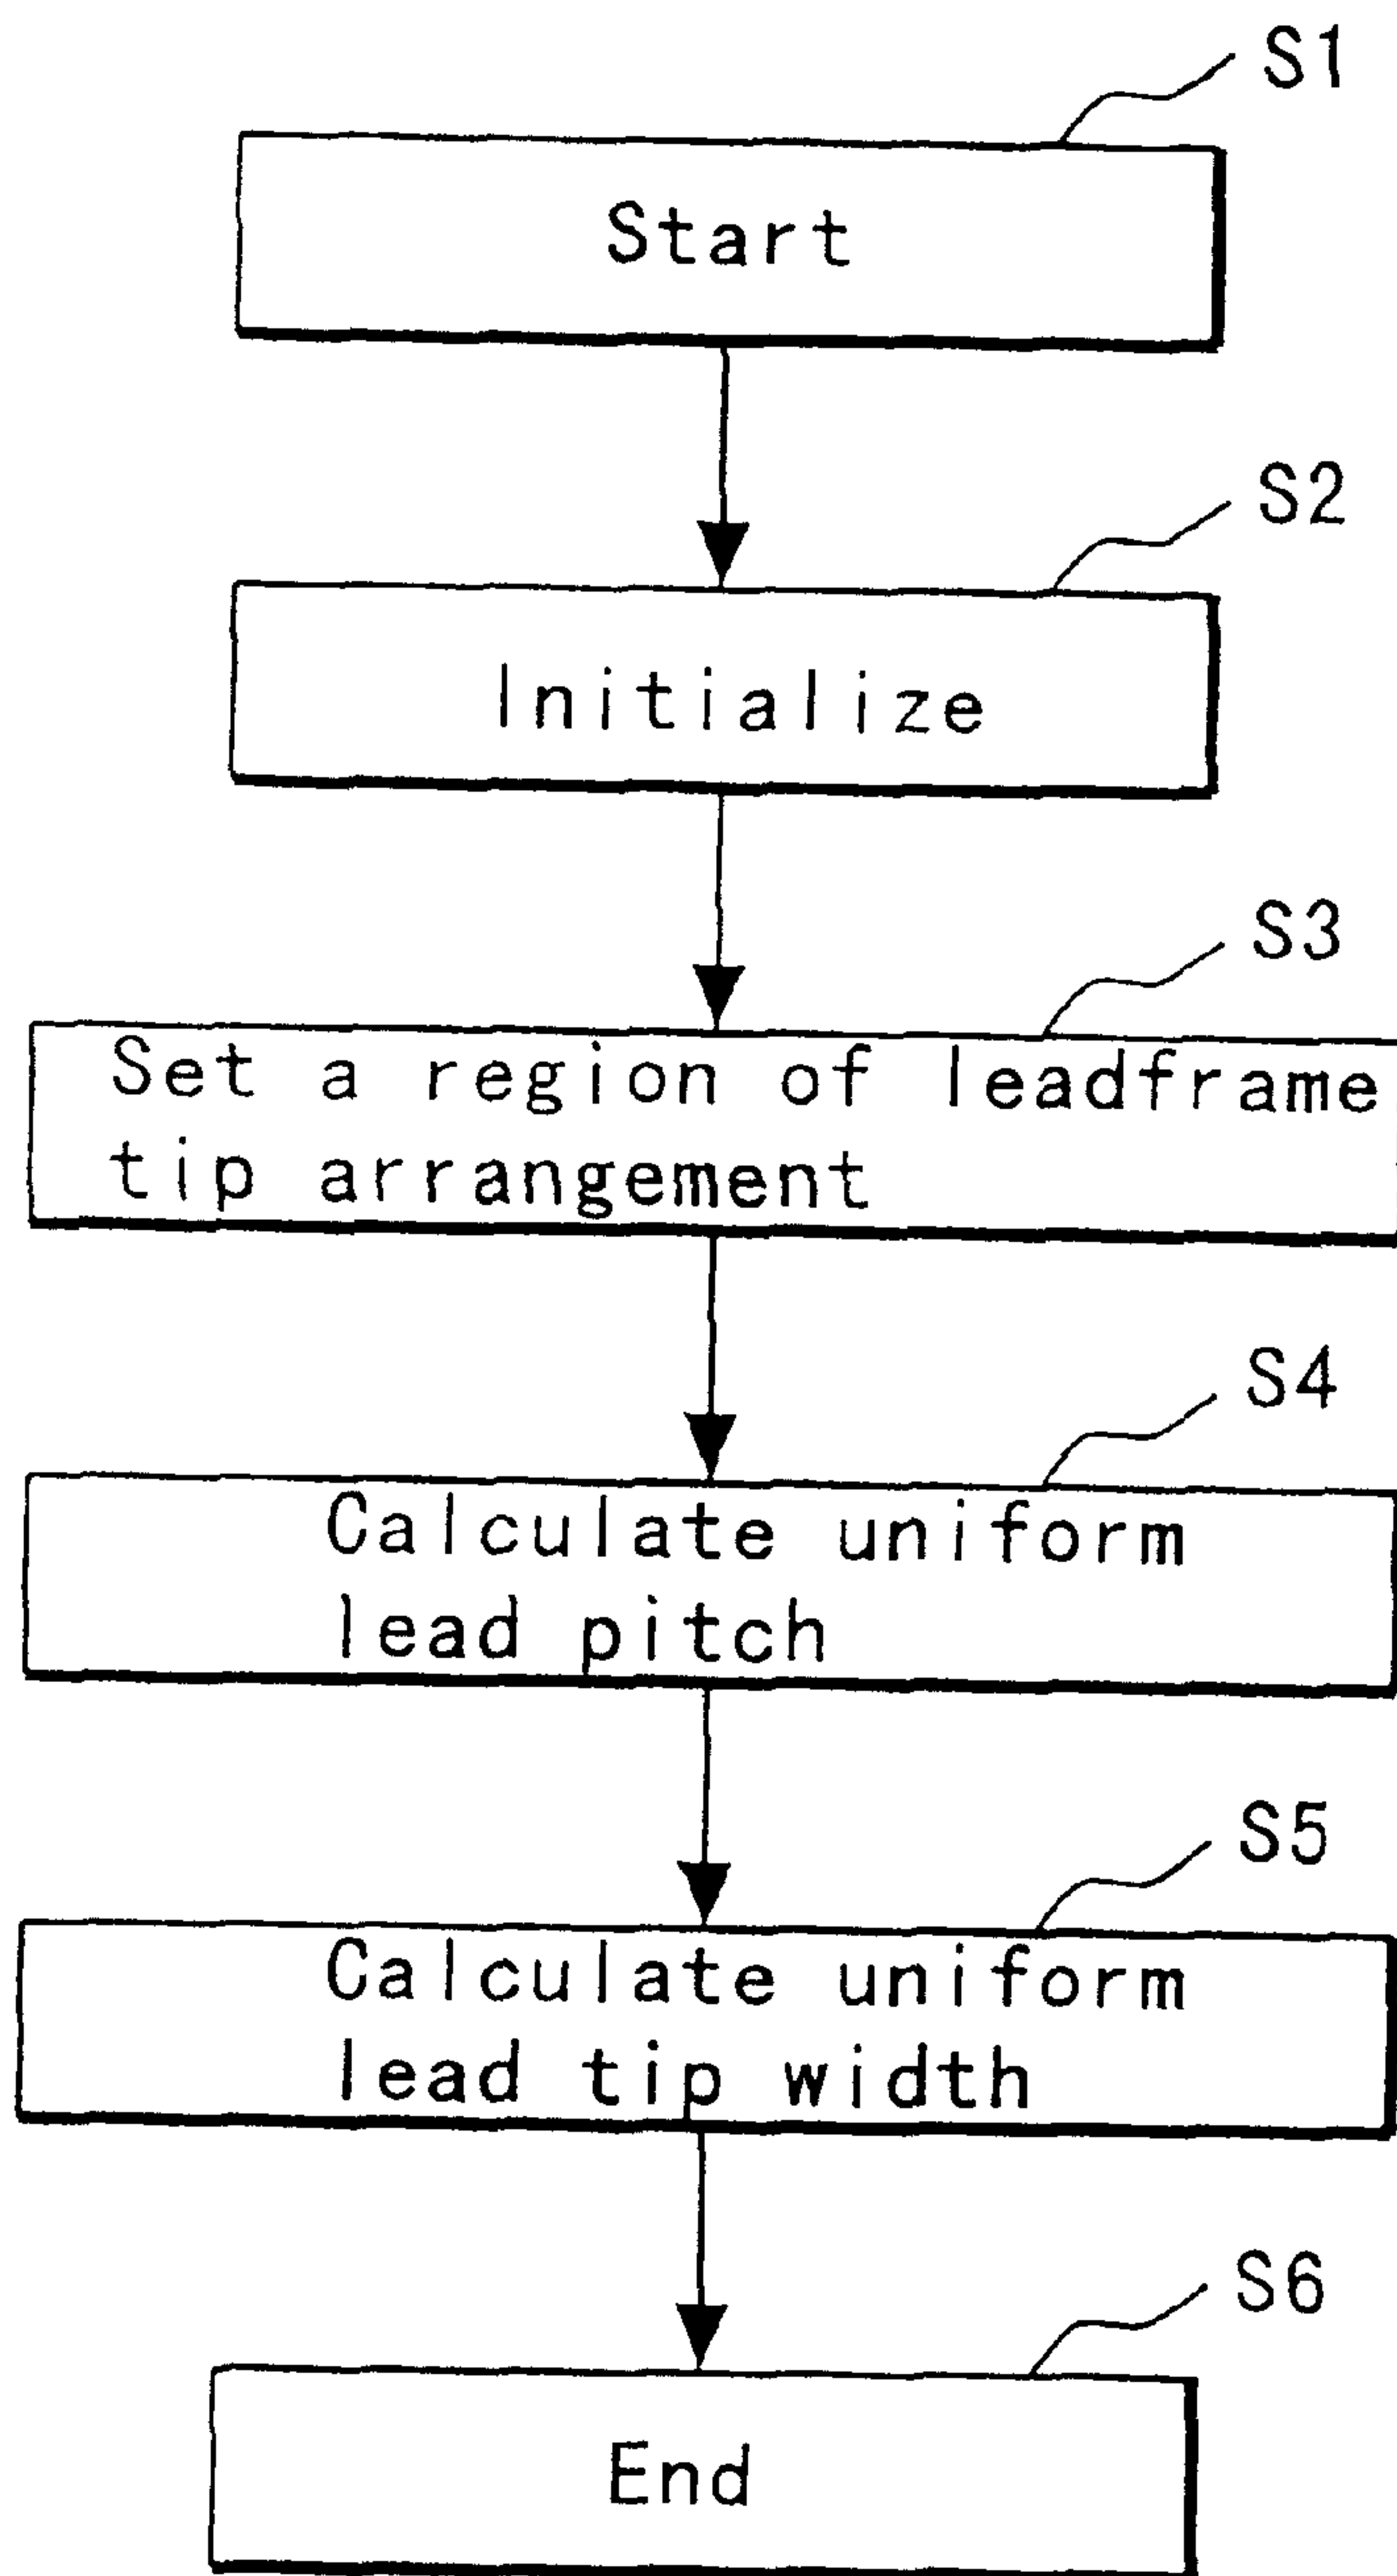 S1
Start
S2
Initialize
S3
Set a region of leadframe
tip arrangement
S4
Calculate uniform
lead pitch
S5
Calculate uniform
lead tip width
S6
End